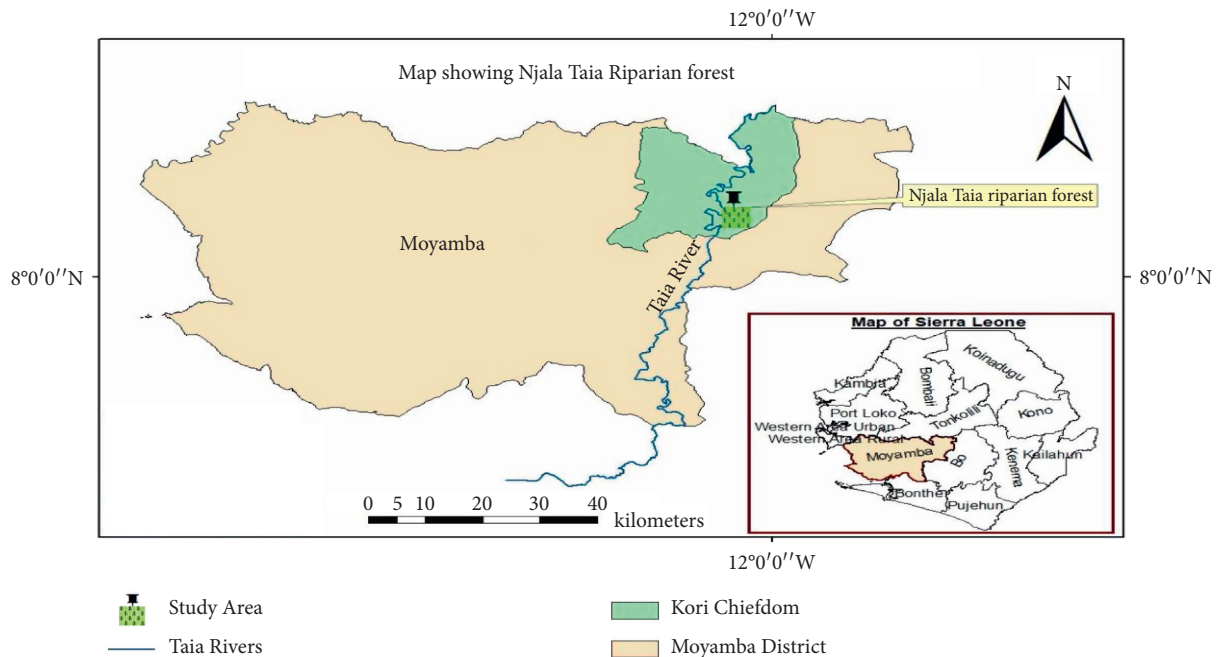 12°0′0′′W
Map showing Njala Taia Riparian forest
N
Njala Taia riparian forest
Moyamba
Taia River
8°0′0′′N
8°0′0′′N
Map of Sierra Leone
Koinadugu
Bombali
Kambia
Port Loko
Tonkolili
Kono
Western Area Urban
Western Area Rural
Moyamba
Bo
Kenema
Kailahun
Bonthe
Pujehun
0 5 10 20 30 40
kilometers
12°0′0′′W
Study Area
Kori Chiefdom
Taia Rivers
Moyamba District